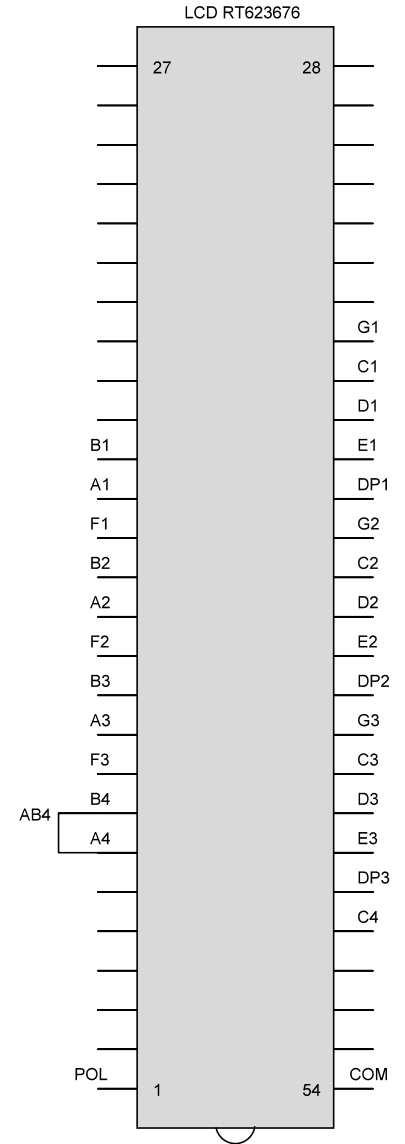 LCD RT623676
27 28
G1
C1
D1
B1 E1
A1 DP1
F1 G2
B2 C2
A2 D2
F2 E2
B3 DP2
A3 G3
F3 C3
B4 D3
AB4
A4 E3
DP3
C4
POL COM
1 54